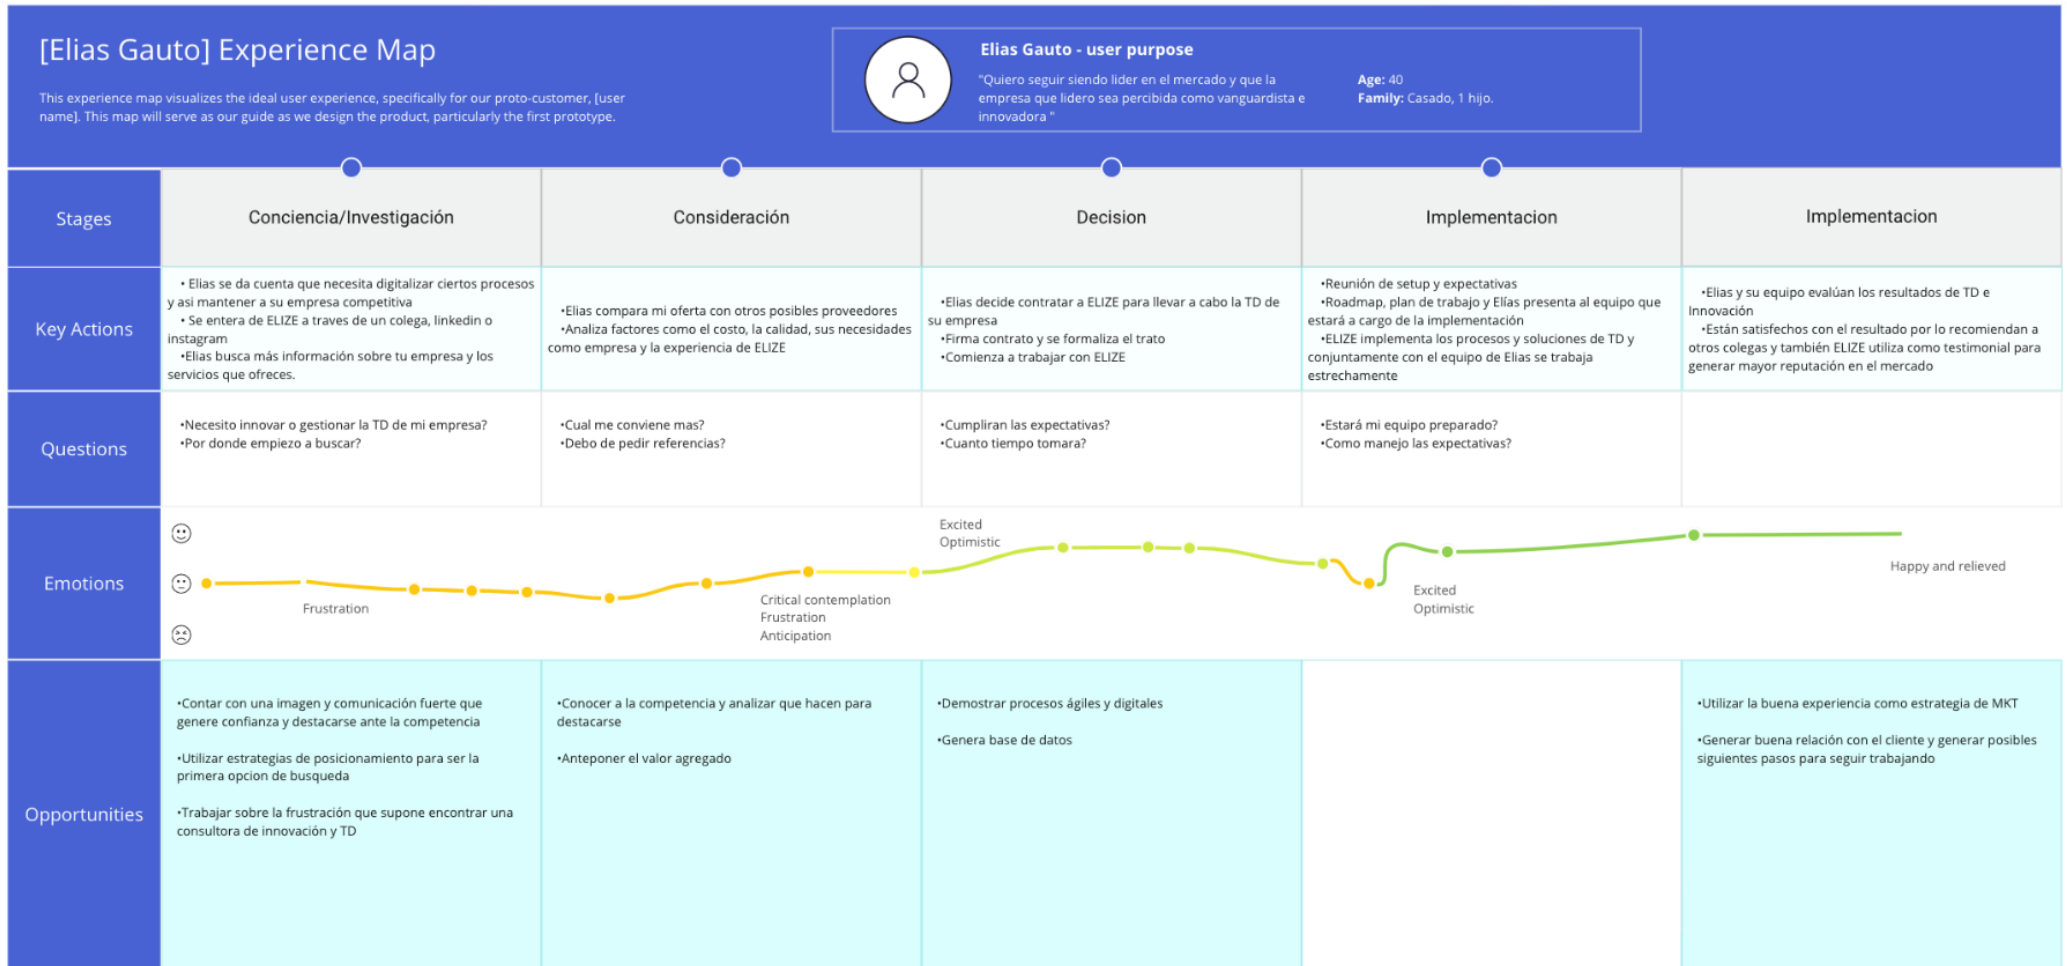 [Elias Gauto] Experience Map
This experience map visualizes the ideal user experience, specifically for our proto-customer, [user
name]. This map will serve as our guide as we design the product, particularly the first prototype.
Elias Gauto - user purpose
"Quiero seguir siendo lider en el mercado y que la
empresa que lidero sea percibida como vanguardista e
innovadora "
Age: 40
Family: Casado, 1 hijo.
Stages
Conciencia/Investigación
Consideración
Decision
Implementacion
Implementacion
Key Actions
• Elias se da cuenta que necesita digitalizar ciertos procesos
y asi mantener a su empresa competitiva
• Se entera de ELIZE a traves de un colega, linkedin o
instagram
•Elias busca más información sobre tu empresa y los
servicios que ofreces.
•Elias compara mi oferta con otros posibles proveedores
•Analiza factores como el costo, la calidad, sus necesidades
como empresa y la experiencia de ELIZE
•Elias decide contratar a ELIZE para llevar a cabo la TD de
su empresa
•Firma contrato y se formaliza el trato
•Comienza a trabajar con ELIZE
•Reunión de setup y expectativas
•Roadmap, plan de trabajo y Elías presenta al equipo que
estará a cargo de la implementación
•ELIZE implementa los procesos y soluciones de TD y
conjuntamente con el equipo de Elias se trabaja
estrechamente
•Elias y su equipo evalúan los resultados de TD e
Innovación
•Están satisfechos con el resultado por lo recomiendan a
otros colegas y también ELIZE utiliza como testimonial para
generar mayor reputación en el mercado
Questions
•Necesito innovar o gestionar la TD de mi empresa?
•Por donde empiezo a buscar?
•Cual me conviene mas?
•Debo de pedir referencias?
•Cumpliran las expectativas?
•Cuanto tiempo tomara?
•Estará mi equipo preparado?
•Como manejo las expectativas?
Emotions
Frustration
Critical contemplation
Frustration
Anticipation
Excited
Optimistic
Excited
Optimistic
Happy and relieved
Opportunities
•Contar con una imagen y comunicación fuerte que
genere confianza y destacarse ante la competencia
•Utilizar estrategias de posicionamiento para ser la
primera opcion de busqueda
•Trabajar sobre la frustración que supone encontrar una
consultora de innovación y TD
•Conocer a la competencia y analizar que hacen para
destacarse
•Anteponer el valor agregado
•Demostrar procesos ágiles y digitales
•Genera base de datos
•Utilizar la buena experiencia como estrategia de MKT
•Generar buena relación con el cliente y generar posibles
siguientes pasos para seguir trabajando